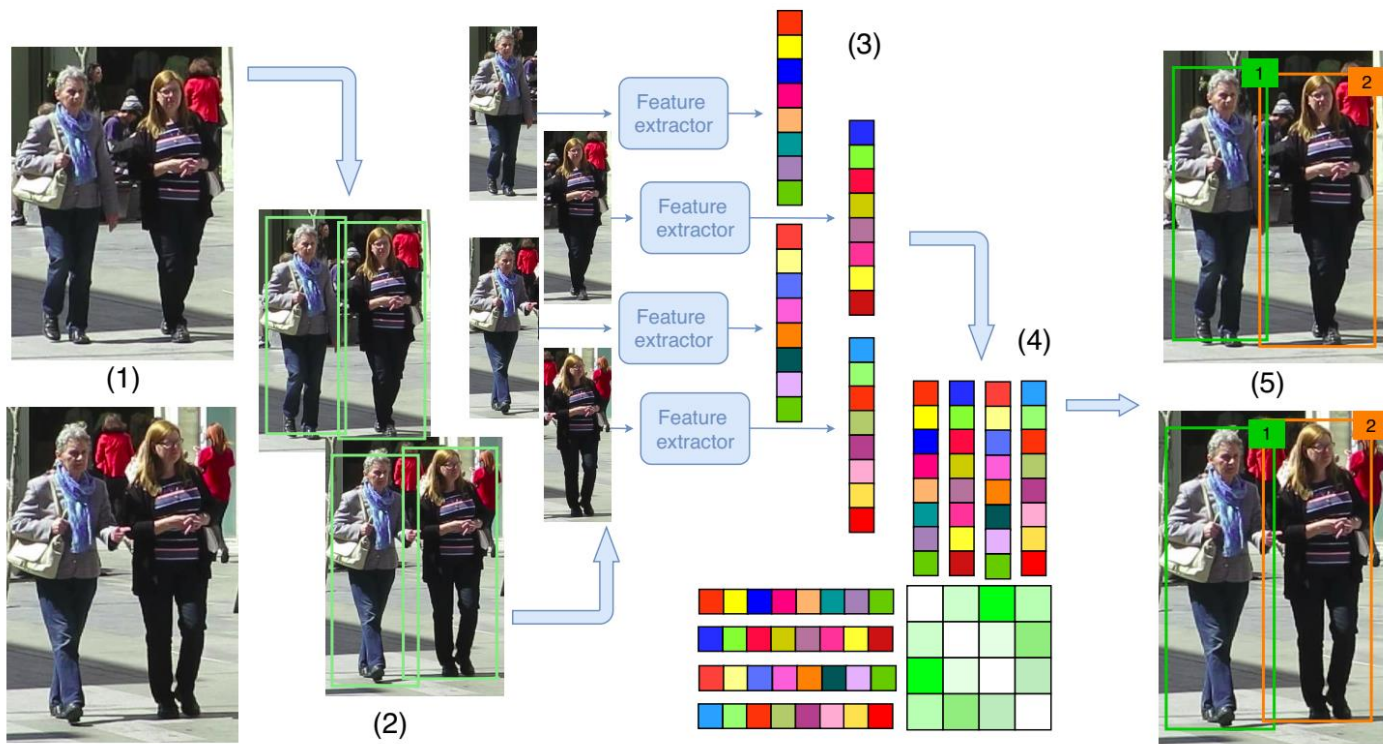 (1)
(2)
Feature
extractor
Feature
extractor
Feature
extractor
Feature
extractor
(3)
(4)
1
2
(5)
1
2